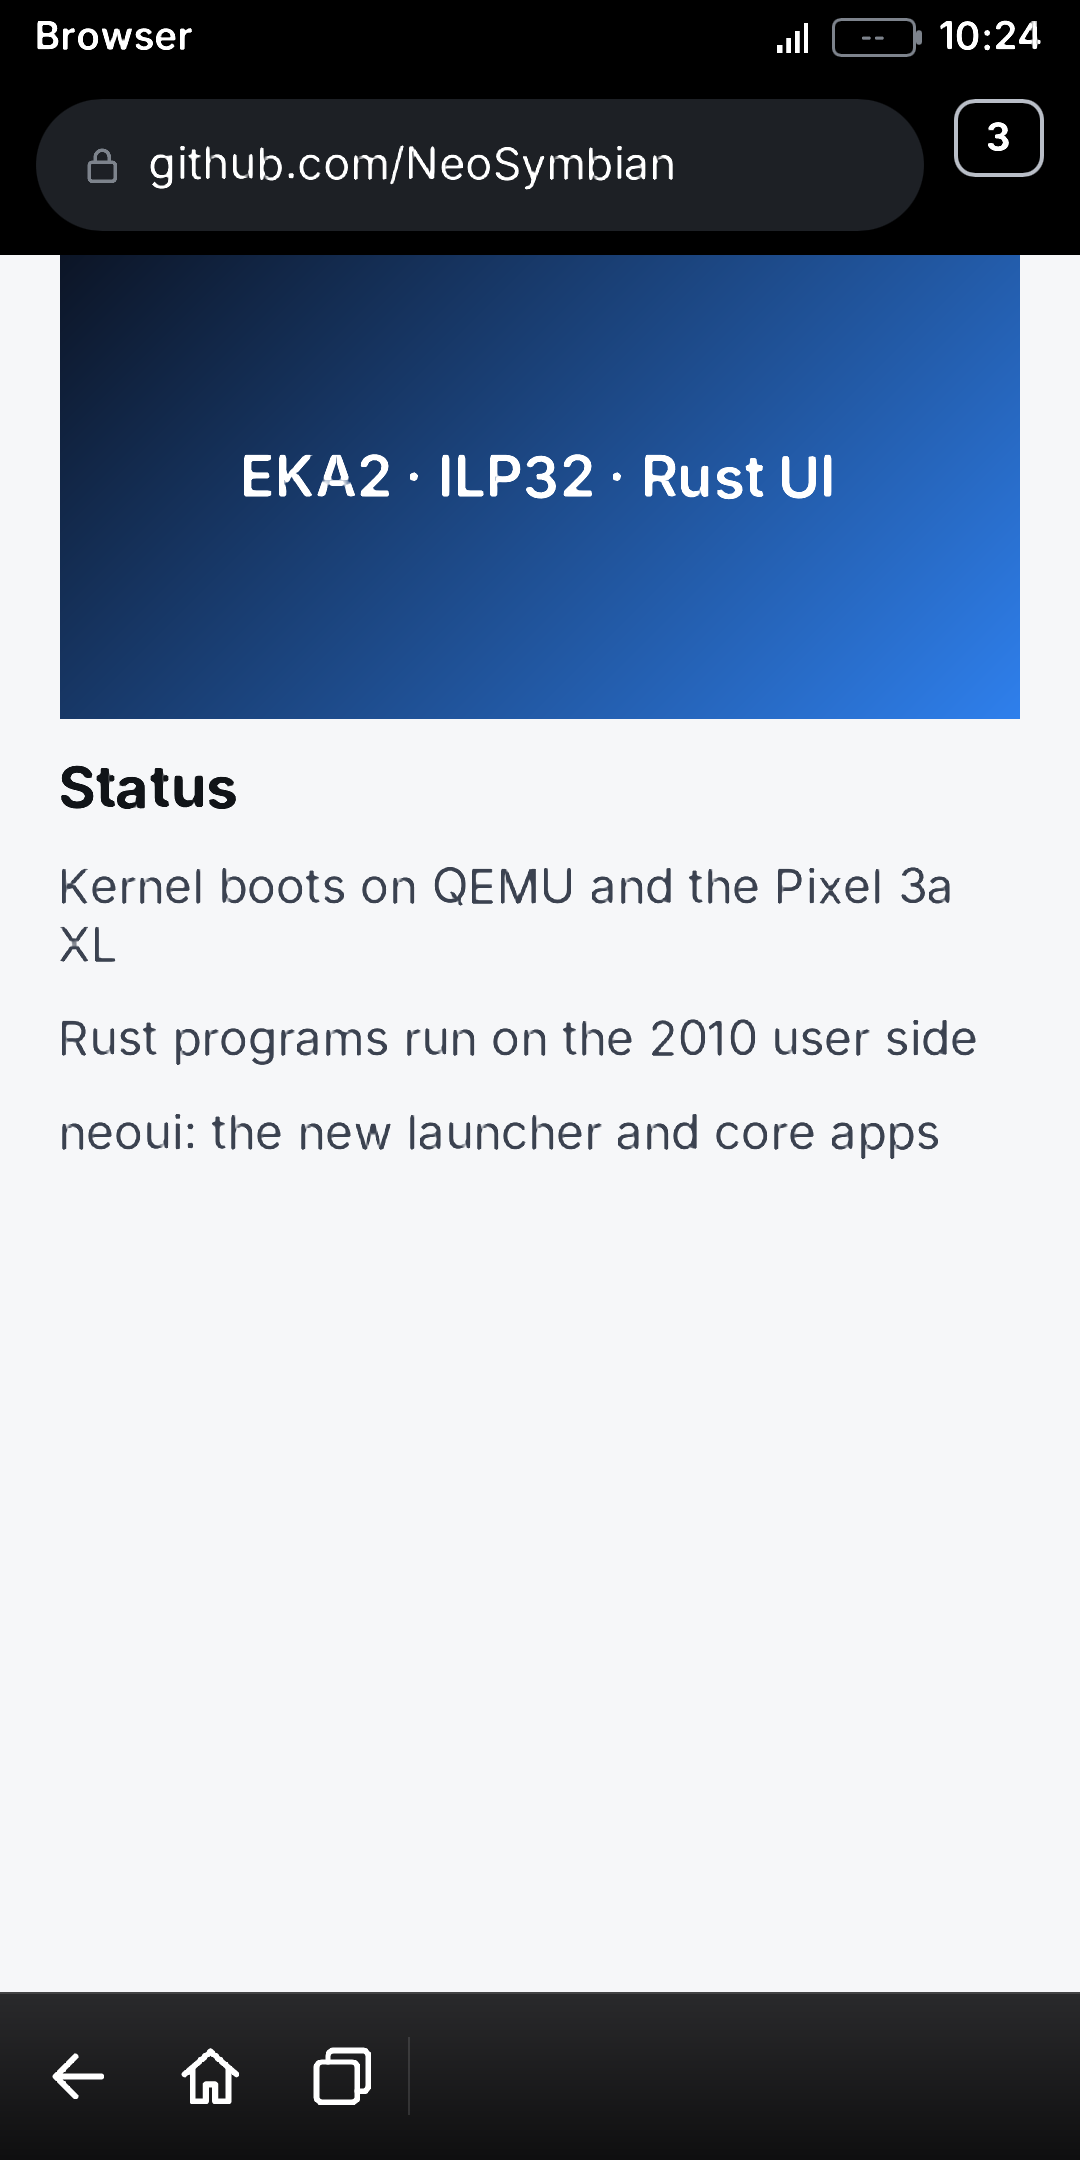 Browser
-- 10:24
github.com/NeoSymbian
3
EKA2 · ILP32 · Rust UI
Status
Kernel boots on QEMU and the Pixel 3a
XL
Rust programs run on the 2010 user side
neoui: the new launcher and core apps